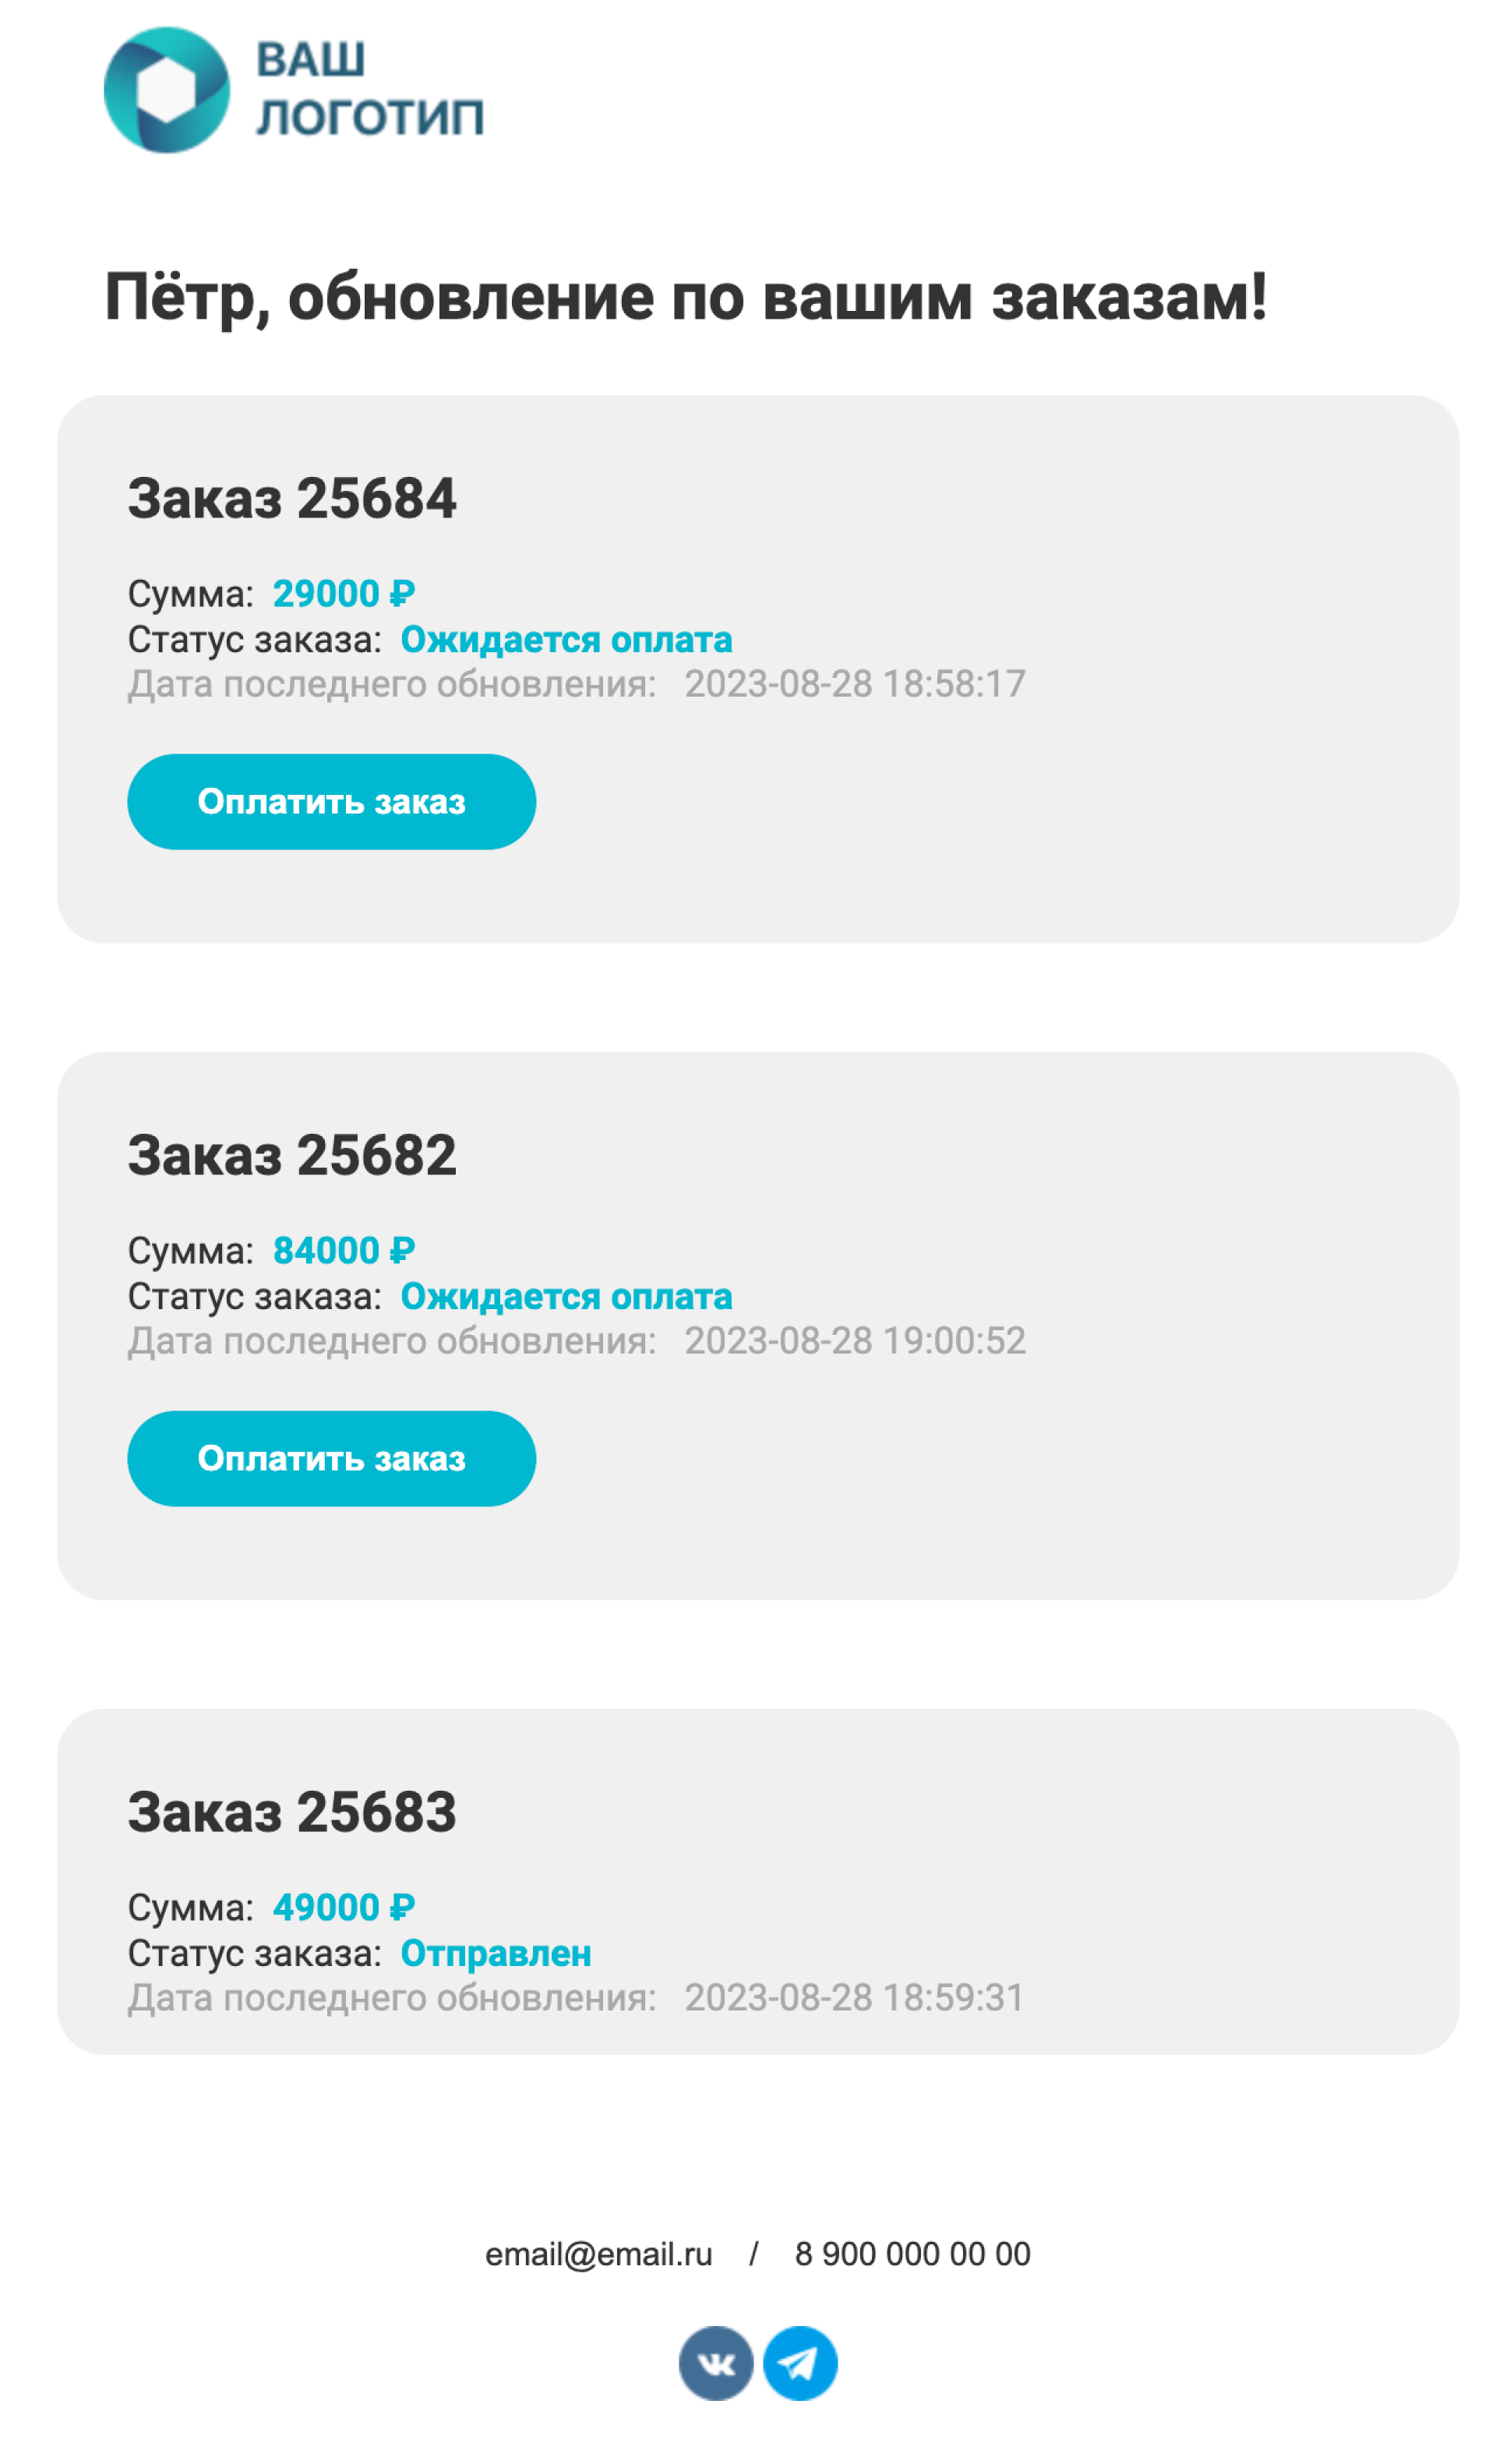 ВАШ
ЛОГОТИП
Пётр, обновление по вашим заказам!
Заказ 25684
Сумма: 29000 ₽
Статус заказа: Ожидается оплата
Дата последнего обновления: 2023-08-28 18:58:17
Оплатить заказ
Заказ 25682
Сумма: 84000 ₽
Статус заказа: Ожидается оплата
Дата последнего обновления: 2023-08-28 19:00:52
Оплатить заказ
Заказ 25683
Сумма: 49000 ₽
Статус заказа: Отправлен
Дата последнего обновления: 2023-08-28 18:59:31
email@email.ru / 8 900 000 00 00